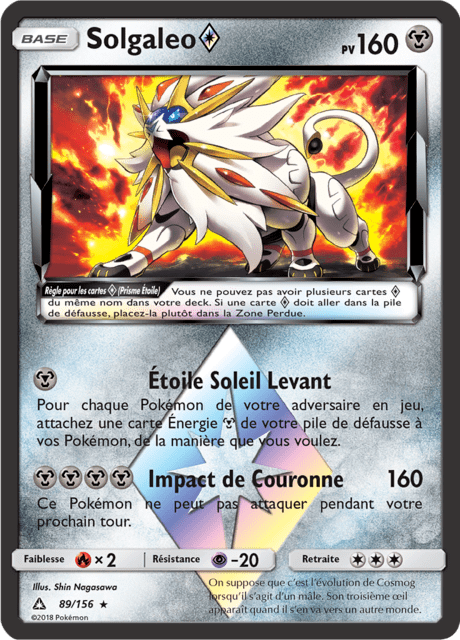 BASE Solgaleo PV 160
Règle pour les cartes (Prisme Étoile) Vous ne pouvez pas avoir plusieurs cartes
du même nom dans votre deck. Si une carte doit aller dans la pile
de défausse, placez-la plutôt dans la Zone Perdue.
Étoile Soleil Levant
Pour chaque Pokémon de votre adversaire en jeu,
attachez une carte Énergie de votre pile de défausse à
vos Pokémon, de la manière que vous voulez.
Impact de Couronne 160
Ce Pokémon ne peut pas attaquer pendant votre
prochain tour.
Faiblesse ×2 Résistance -20 Retraite
Illus. Shin Nagasawa
89/156 ★
©2018 Pokémon
On suppose que c'est l'évolution de Cosmog
lorsqu'il s'agit d'un mâle. Son troisième œil
apparaît quand il s'en va vers un autre monde.